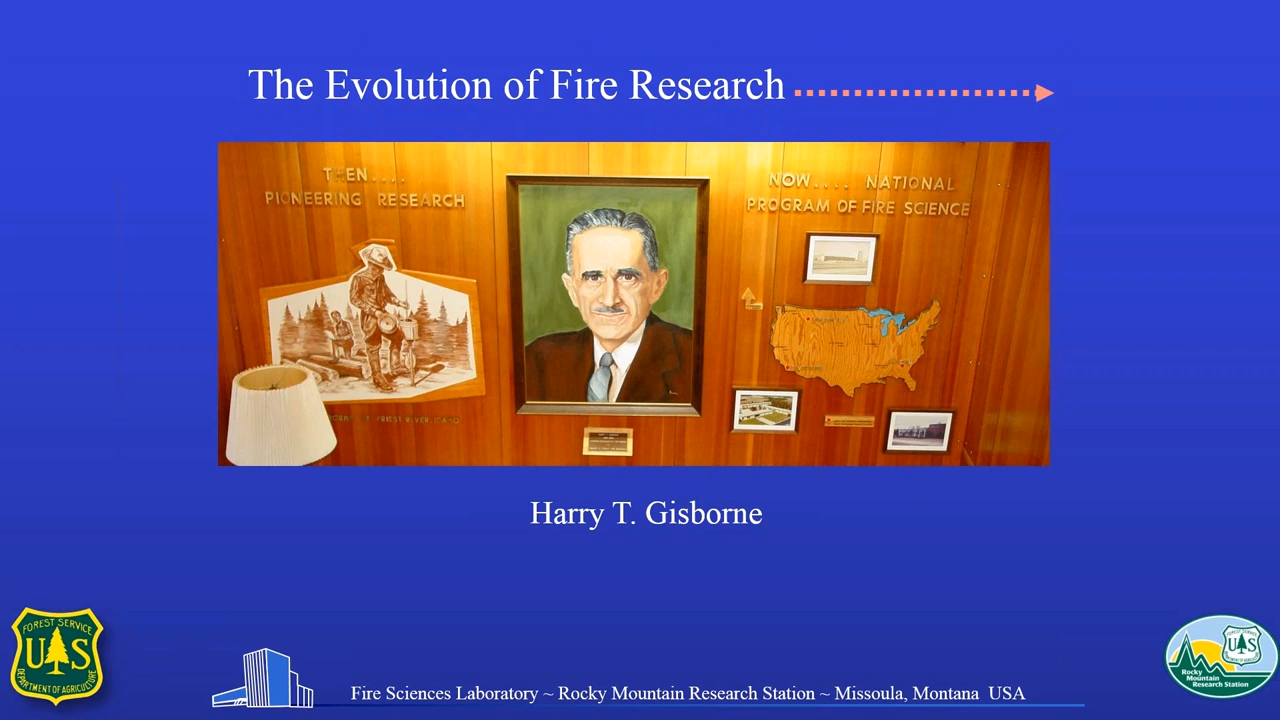 The Evolution of Fire Research
THEN....
PIONEERING RESEARCH
NOW.... NATIONAL
PROGRAM OF FIRE SCIENCE
PRIEST RIVER, IDAHO
Harry T. Gisborne
FOREST SERVICE
US
DEPARTMENT OF AGRICULTURE
Fire Sciences Laboratory ~ Rocky Mountain Research Station ~ Missoula, Montana USA
US
Rocky
Mountain
Research Station